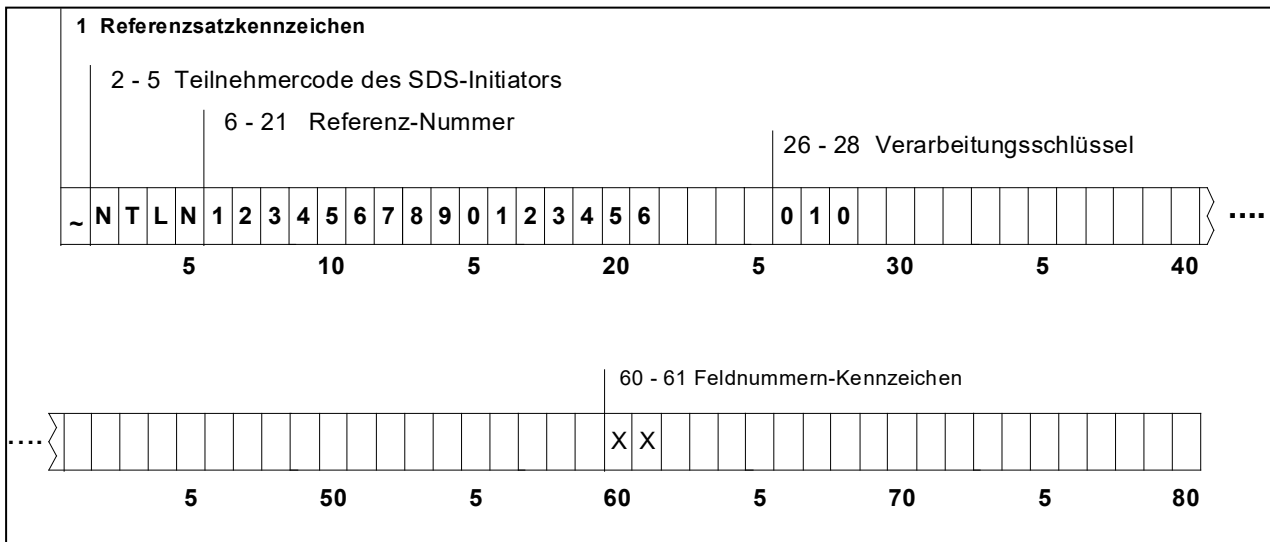 1 Referenzsatzkennzeichen
2 - 5 Teilnehmercode des SDS-Initiators
6 - 21 Referenz-Nummer
26 - 28 Verarbeitungsschlüssel
~ N T L N 1 2 3 4 5 6 7 8 9 0 1 2 3 4 5 6 0 1 0 ....
5 10 5 20 5 30 5 40
60 - 61 Feldnummern-Kennzeichen
.... X X
5 50 5 60 5 70 5 80